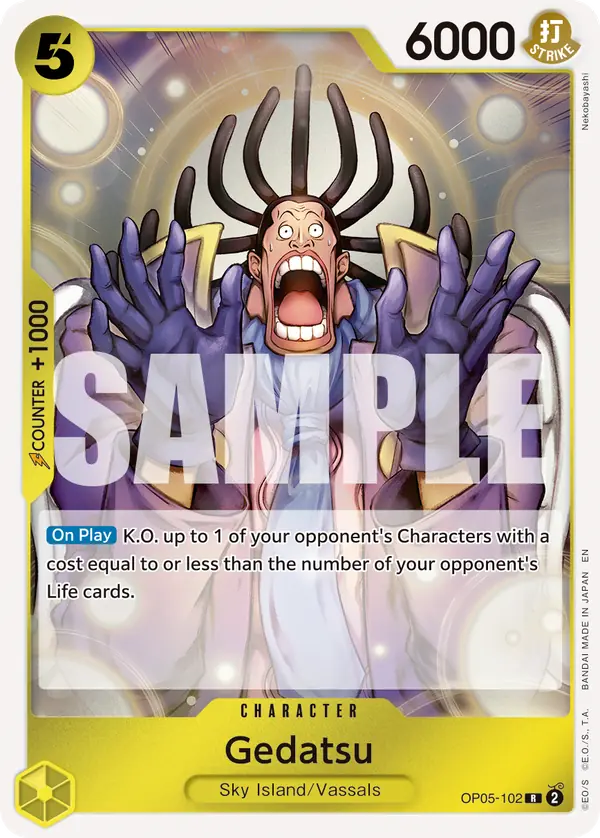 5
6000
打
STRIKE
Nekobayashi
COUNTER +1000
SAMPLE
On Play K.O. up to 1 of your opponent's Characters with a
cost equal to or less than the number of your opponent's
Life cards.
CHARACTER
Gedatsu
Sky Island/Vassals
OP05-102 R 2
©EO/S ©E.O./S., T.A. BANDAI MADE IN JAPAN EN